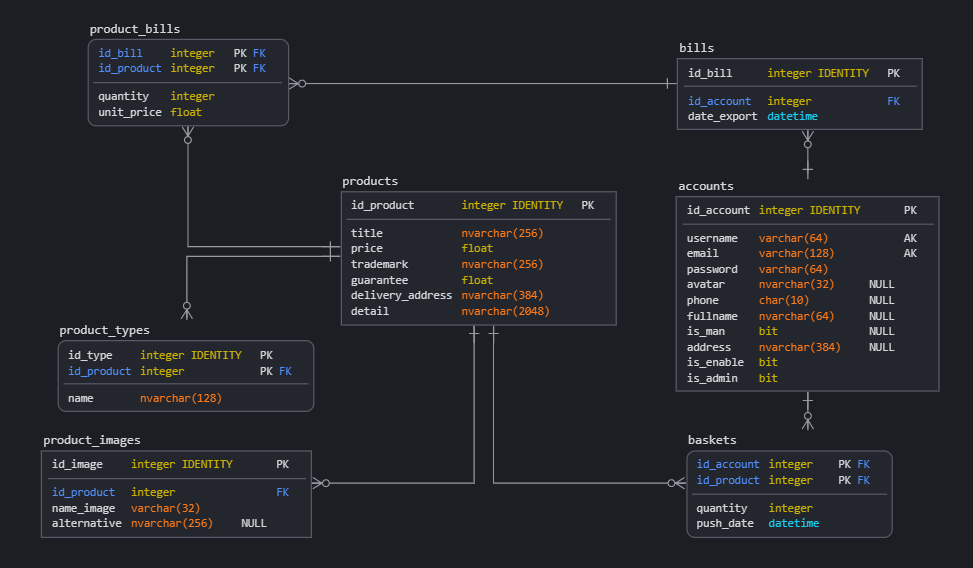 product_bills
id_bill integer PK FK
id_product integer PK FK
quantity integer
unit_price float
bills
id_bill integer IDENTITY PK
id_account integer FK
date_export datetime
products
id_product integer IDENTITY PK
title nvarchar(256)
price float
trademark nvarchar(256)
guarantee float
delivery_address nvarchar(384)
detail nvarchar(2048)
accounts
id_account integer IDENTITY PK
username varchar(64) AK
email varchar(128) AK
password varchar(64)
avatar nvarchar(32) NULL
phone char(10) NULL
fullname nvarchar(64) NULL
is_man bit NULL
address nvarchar(384) NULL
is_enable bit
is_admin bit
product_types
id_type integer IDENTITY PK
id_product integer PK FK
name nvarchar(128)
product_images
id_image integer IDENTITY PK
id_product integer FK
name_image varchar(32)
alternative nvarchar(256) NULL
baskets
id_account integer PK FK
id_product integer PK FK
quantity integer
push_date datetime